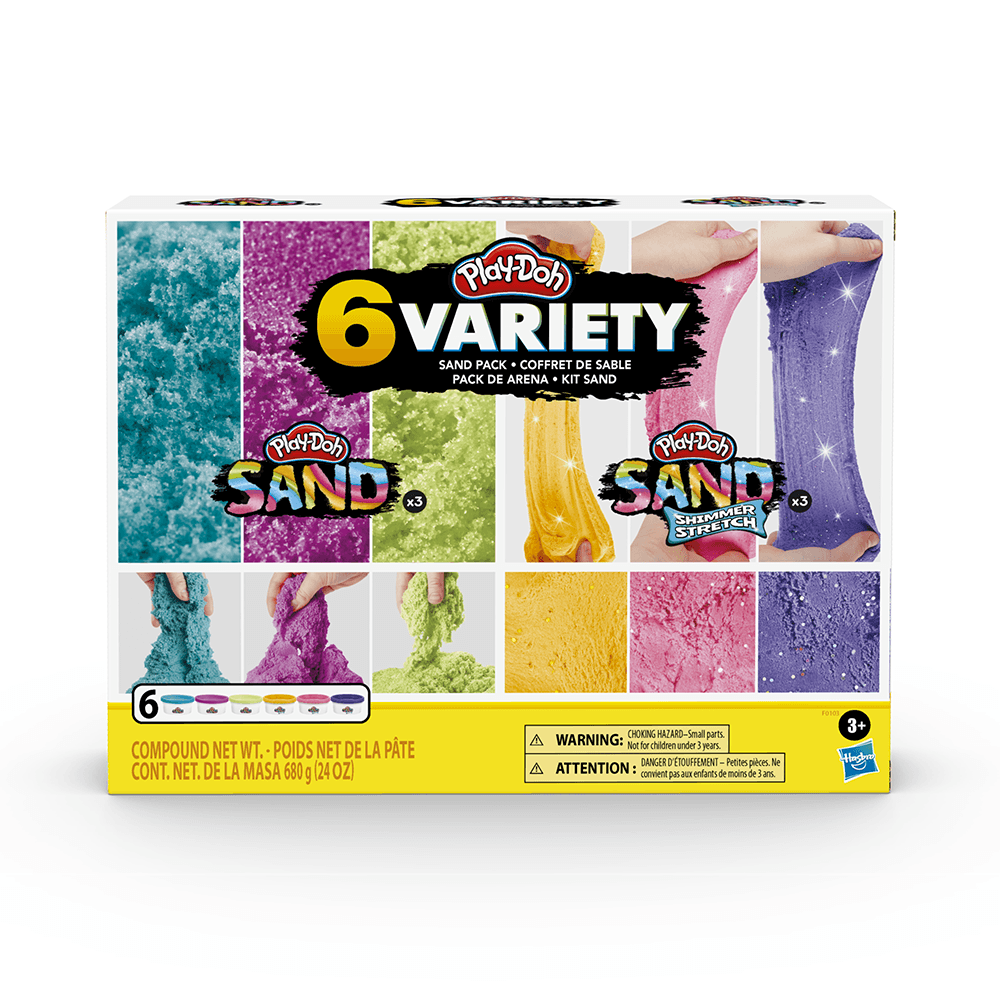 6 VARIETY
Play-Doh
6 VARIETY
SAND PACK • COFFRET DE SABLE
PACK DE ARENA • KIT SAND
Play-Doh
SAND
x3
Play-Doh
SAND
SHIMMER
STRETCH
x3
6
COMPOUND NET WT. - POIDS NET DE LA PÂTE
CONT. NET. DE LA MASA 680 g (24 OZ)
WARNING: CHOKING HAZARD–Small parts.
Not for children under 3 years.
ATTENTION : DANGER D'ÉTOUFFEMENT – Petites pièces. Ne
convient pas aux enfants de moins de 3 ans.
F0103
3+
Hasbro